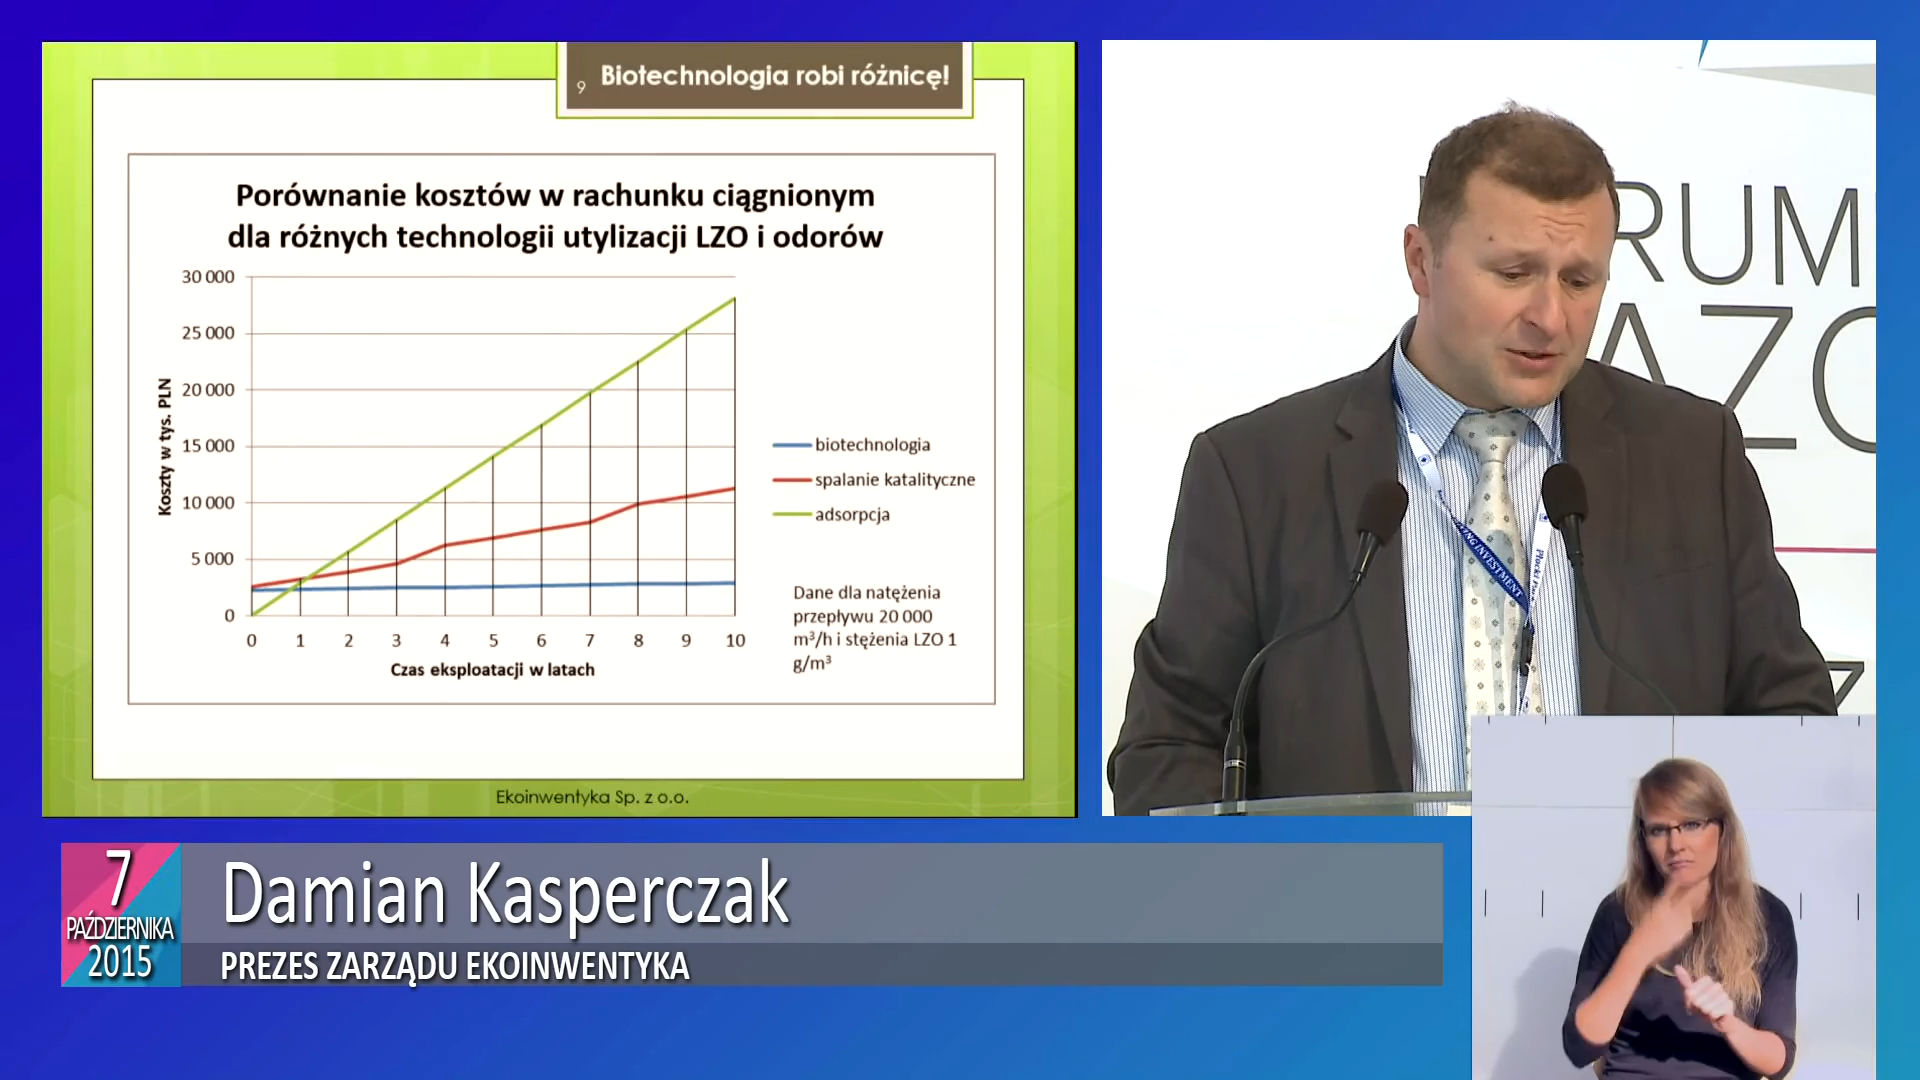 9 Biotechnologia robi różnicę!
Porównanie kosztów w rachunku ciągnionym
dla różnych technologii utylizacji LZO i odorów
30 000
25 000
20 000
15 000
10 000
5 000
0
Koszty w tys. PLN
0 1 2 3 4 5 6 7 8 9 10
Czas eksploatacji w latach
biotechnologia
spalanie katalityczne
adsorpcja
Dane dla natężenia
przepływu 20 000
m³/h i stężenia LZO 1
g/m³
Ekoinwentyka Sp. z o.o.
RUM
AZO
INVESTMENT
7
PAŹDZIERNIKA
2015
Damian Kasperczak
PREZES ZARZĄDU EKOINWENTYKA